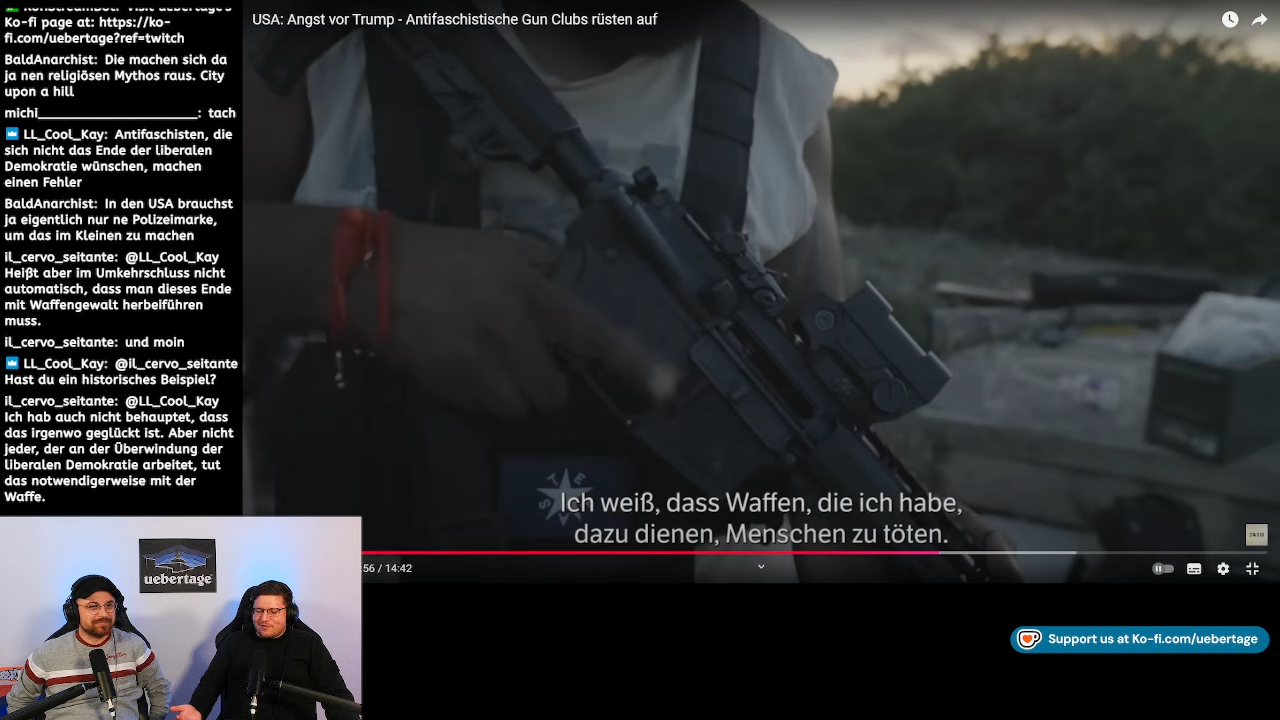 KonStreamBot: Visit uebertage's
Ko-fi page at: https://ko-
fi.com/uebertage?ref=twitch
BaldAnarchist: Die machen sich da
ja nen religiösen Mythos raus. City
upon a hill
michi___________________: tach
LL_Cool_Kay: Antifaschisten, die
sich nicht das Ende der liberalen
Demokratie wünschen, machen
einen Fehler
BaldAnarchist: In den USA brauchst
ja eigentlich nur ne Polizeimarke,
um das im Kleinen zu machen
il_cervo_seitante: @LL_Cool_Kay
Heißt aber im Umkehrschluss nicht
automatisch, dass man dieses Ende
mit Waffengewalt herbeiführen
muss.
il_cervo_seitante: und moin
LL_Cool_Kay: @il_cervo_seitante
Hast du ein historisches Beispiel?
il_cervo_seitante: @LL_Cool_Kay
Ich hab auch nicht behauptet, dass
das irgenwo geglückt ist. Aber nicht
jeder, der an der Überwindung der
liberalen Demokratie arbeitet, tut
das notwendigerweise mit der
Waffe.
USA: Angst vor Trump - Antifaschistische Gun Clubs rüsten auf
Ich weiß, dass Waffen, die ich habe,
dazu dienen, Menschen zu töten.
:56 / 14:42
uebertage
Support us at Ko-fi.com/uebertage